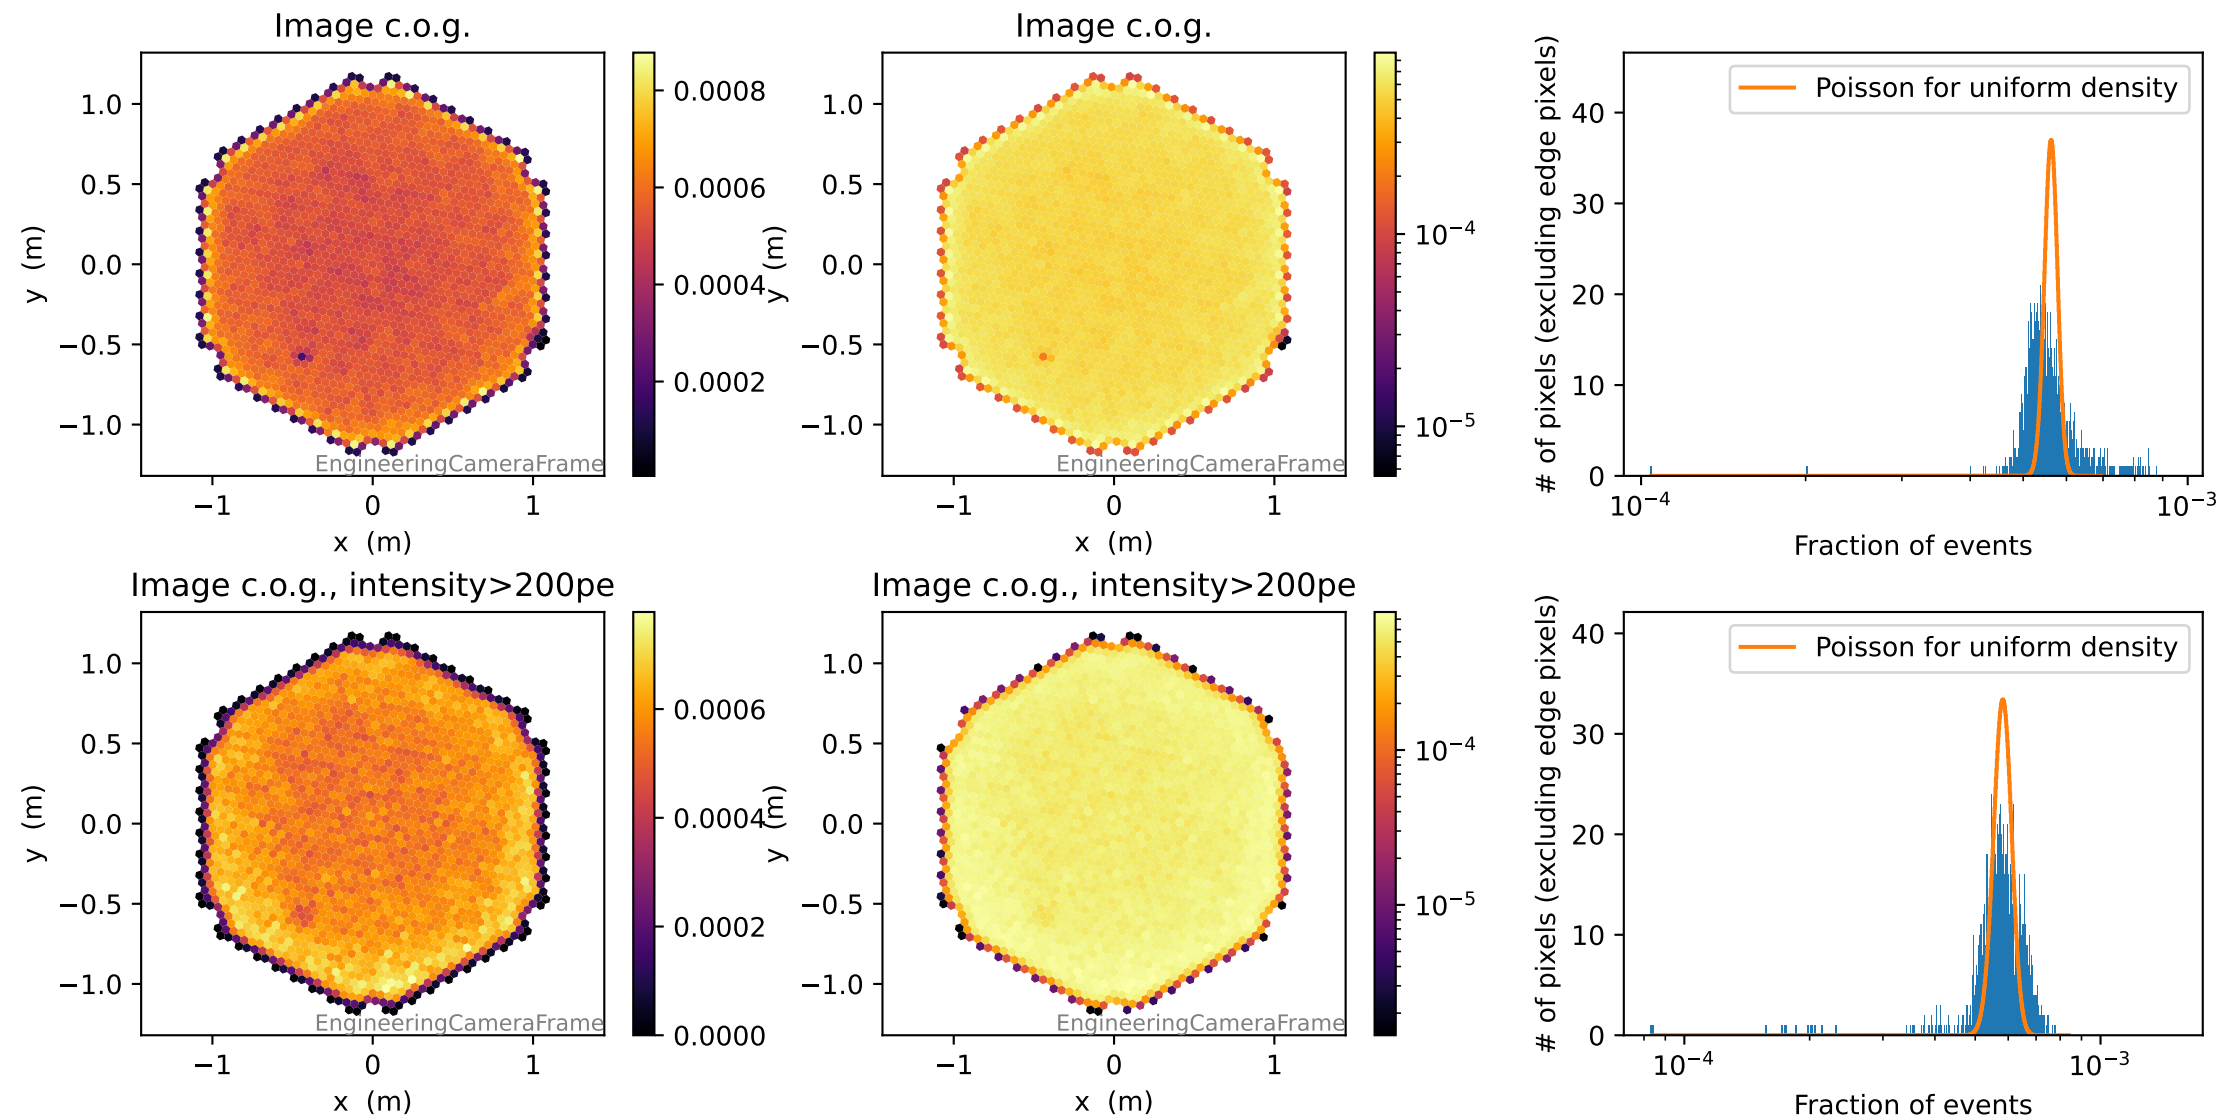 Image c.o.g.
y (m)
1.0
0.5
0.0
−0.5
−1.0
−1
0
1
x (m)
EngineeringCameraFrame
0.0008
0.0006
0.0004
0.0002
Image c.o.g.
y (m)
1.0
0.5
0.0
−0.5
−1.0
−1
0
1
x (m)
EngineeringCameraFrame
10−4
10−5
# of pixels (excluding edge pixels)
40
30
20
10
0
Poisson for uniform density
10−4
10−3
Fraction of events
Image c.o.g., intensity>200pe
y (m)
1.0
0.5
0.0
−0.5
−1.0
−1
0
1
x (m)
EngineeringCameraFrame
0.0006
0.0004
0.0002
0.0000
Image c.o.g., intensity>200pe
y (m)
1.0
0.5
0.0
−0.5
−1.0
−1
0
1
x (m)
EngineeringCameraFrame
10−4
10−5
# of pixels (excluding edge pixels)
40
30
20
10
0
Poisson for uniform density
10−4
10−3
Fraction of events